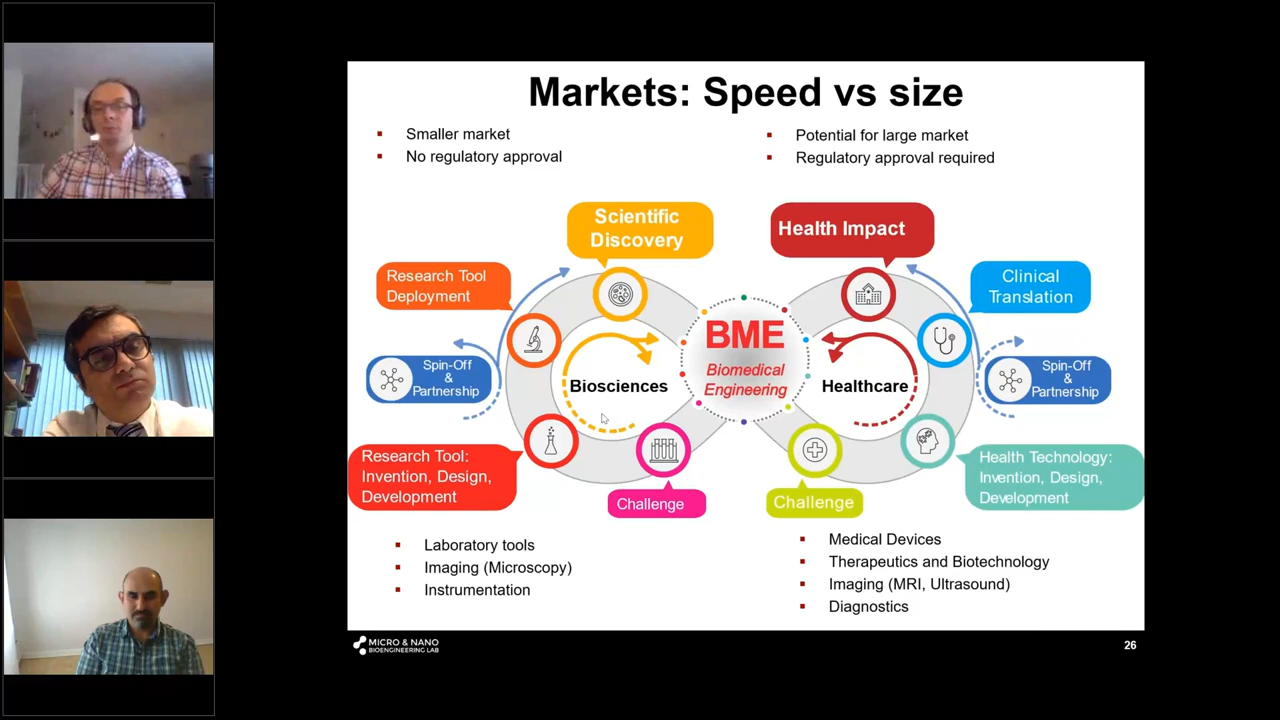 Markets: Speed vs size
Smaller market
No regulatory approval
Potential for large market
Regulatory approval required
Scientific
Discovery
Health Impact
Research Tool
Deployment
Clinical
Translation
Spin-Off
&
Partnership
Biosciences
BME
Biomedical
Engineering
Healthcare
Spin-Off
&
Partnership
Research Tool:
Invention, Design,
Development
Challenge
Challenge
Health Technology:
Invention, Design,
Development
Laboratory tools
Imaging (Microscopy)
Instrumentation
Medical Devices
Therapeutics and Biotechnology
Imaging (MRI, Ultrasound)
Diagnostics
MICRO & NANO
BIOENGINEERING LAB
26